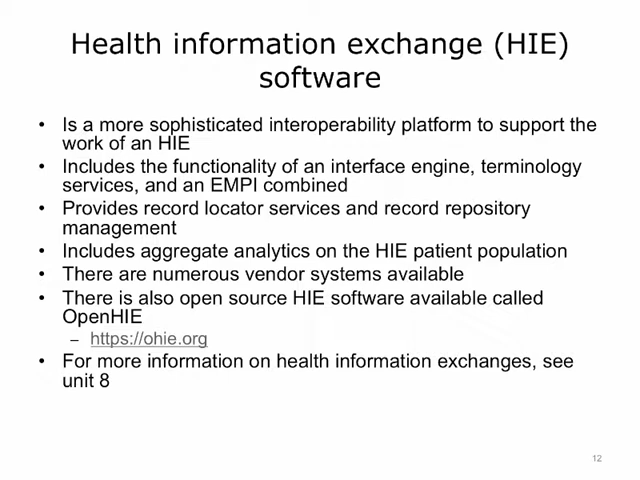 Health information exchange (HIE)
software
• Is a more sophisticated interoperability platform to support the
work of an HIE
• Includes the functionality of an interface engine, terminology
services, and an EMPI combined
• Provides record locator services and record repository
management
• Includes aggregate analytics on the HIE patient population
• There are numerous vendor systems available
• There is also open source HIE software available called
OpenHIE
– https://ohie.org
• For more information on health information exchanges, see
unit 8
12